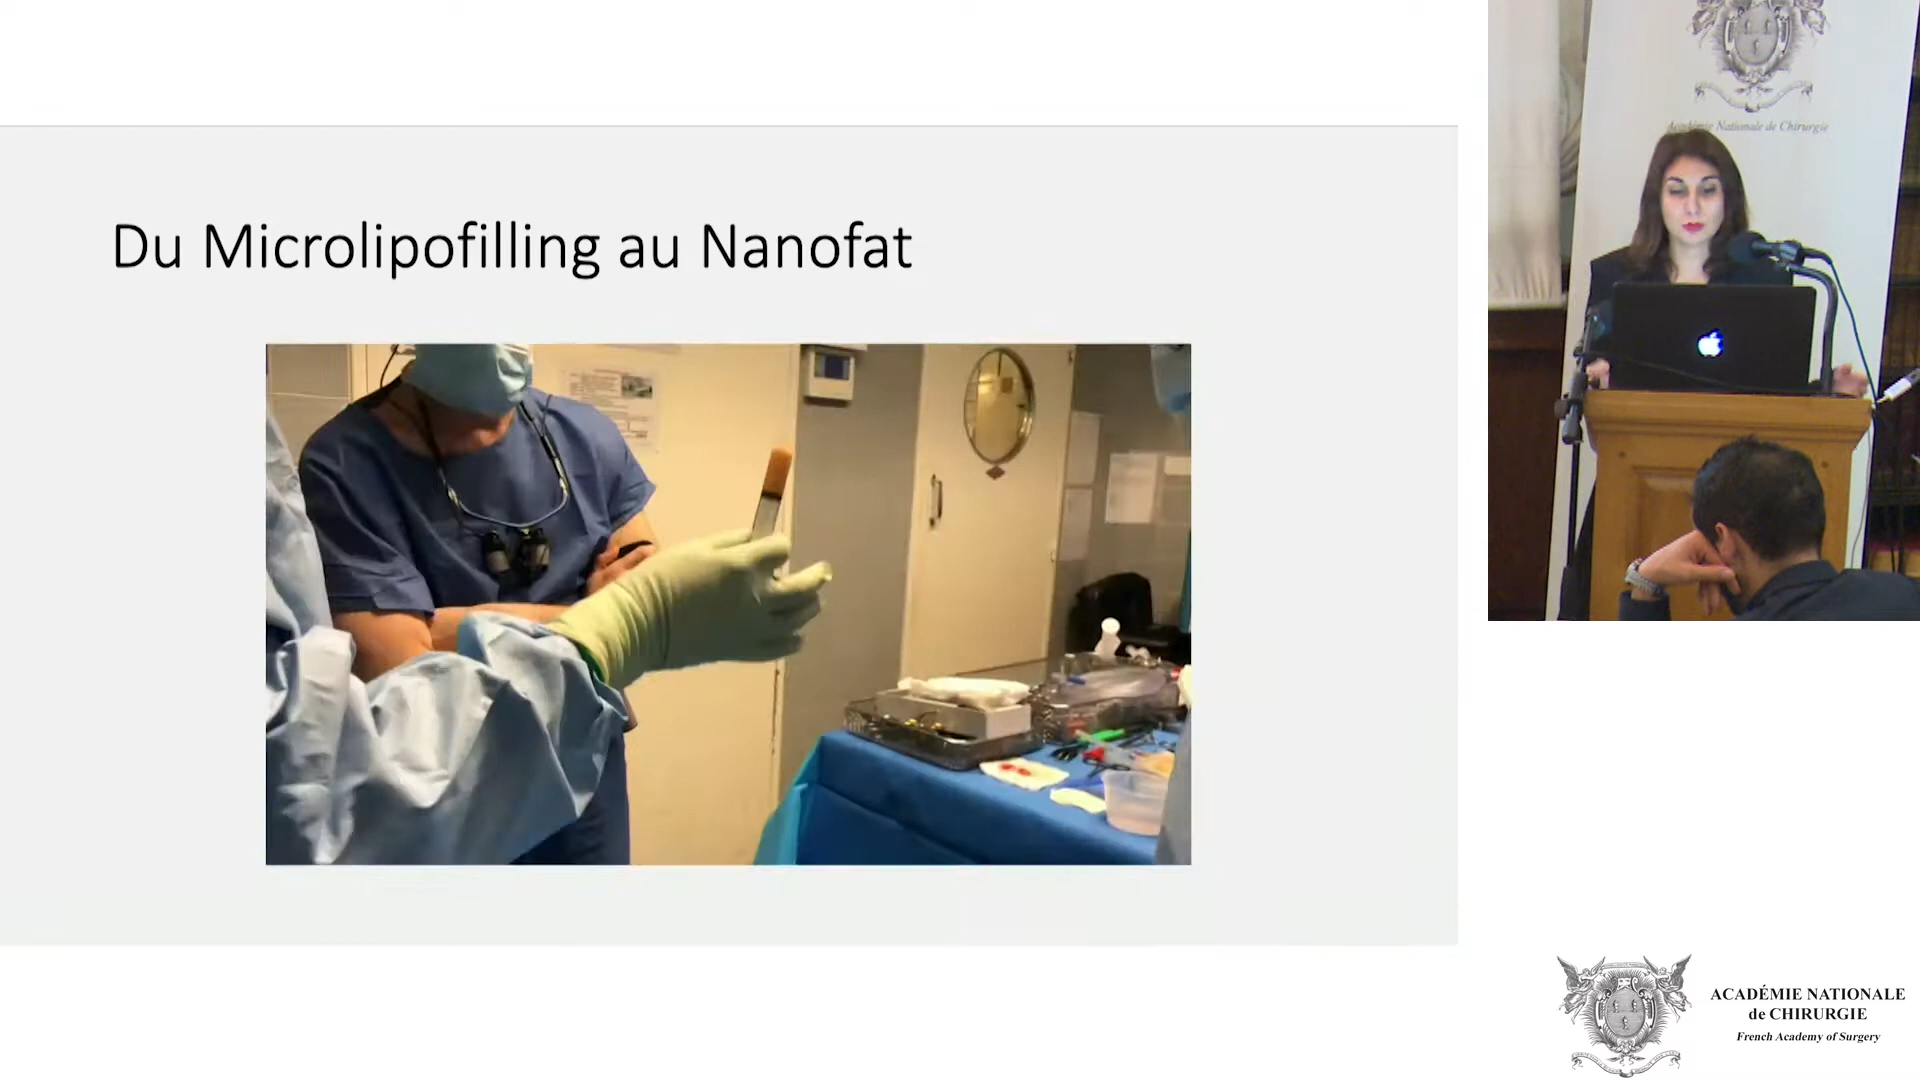 Du Microlipofilling au Nanofat
Académie Nationale de Chirurgie
ACADÉMIE NATIONALE
de CHIRURGIE
French Academy of Surgery